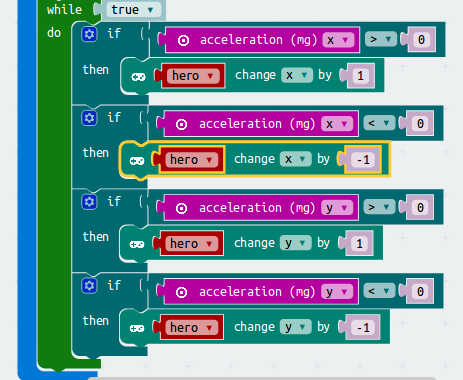 while true
do if acceleration (mg) x > 0
then hero change x by 1
if acceleration (mg) x < 0
then hero change x by -1
if acceleration (mg) y > 0
then hero change y by 1
if acceleration (mg) y < 0
then hero change y by -1